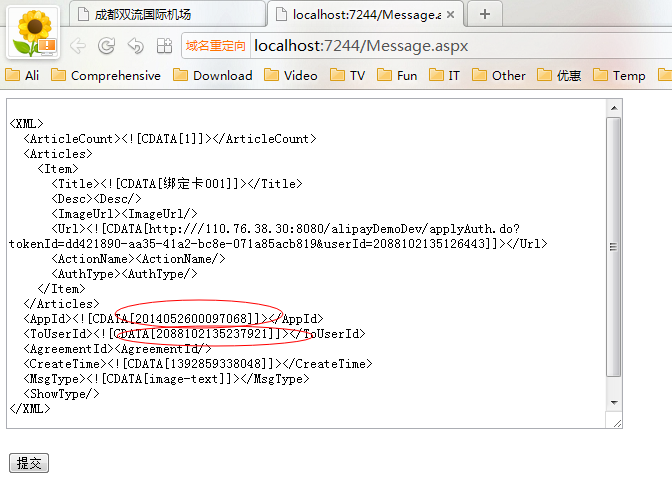 成都双流国际机场
localhost:7244/Message.a
域名重定向
localhost:7244/Message.aspx
Ali
Comprehensive
Download
Video
TV
Fun
IT
Other
优惠
Temp
<XML>
<ArticleCount><![CDATA[1]]></ArticleCount>
<Articles>
<Item>
<Title><![CDATA[绑定卡001]]></Title>
<Desc><Desc/>
<ImageUrl><ImageUrl/>
<Url><![CDATA[http:///110.76.38.30:8080/alipayDemoDev/applyAuth.do?
tokenId=dd421890-aa35-41a2-bc8e-071a85acb819&userId=2088102135126443]]></Url>
<ActionName><ActionName/>
<AuthType><AuthType/>
</Item>
</Articles>
<AppId><![CDATA[2014052600097068]]></AppId>
<ToUserId><![CDATA[2088102135237921]]></ToUserId>
<AgreementId><AgreementId/>
<CreateTime><![CDATA[1392859338048]]></CreateTime>
<MsgType><![CDATA[image-text]]></MsgType>
<ShowType/>
</XML>
提交